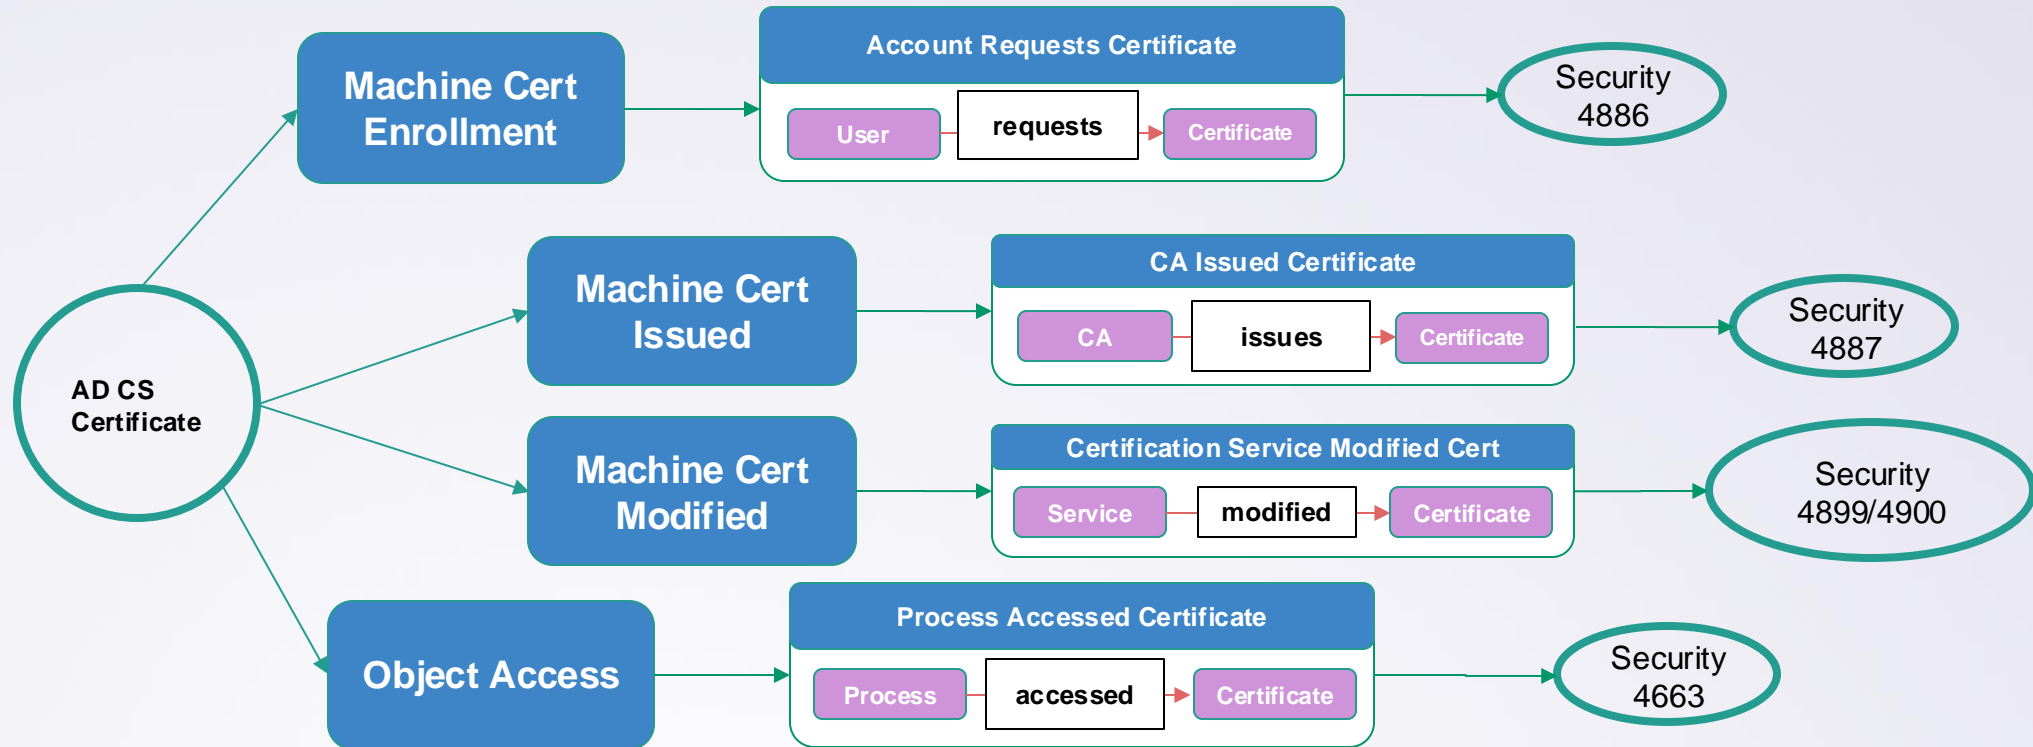 AD CS
Certificate
Machine Cert
Enrollment
Account Requests Certificate
User
requests
Certificate
Security
4886
Machine Cert
Issued
CA Issued Certificate
CA
issues
Certificate
Security
4887
Machine Cert
Modified
Certification Service Modified Cert
Service
modified
Certificate
Security
4899/4900
Object Access
Process Accessed Certificate
Process
accessed
Certificate
Security
4663